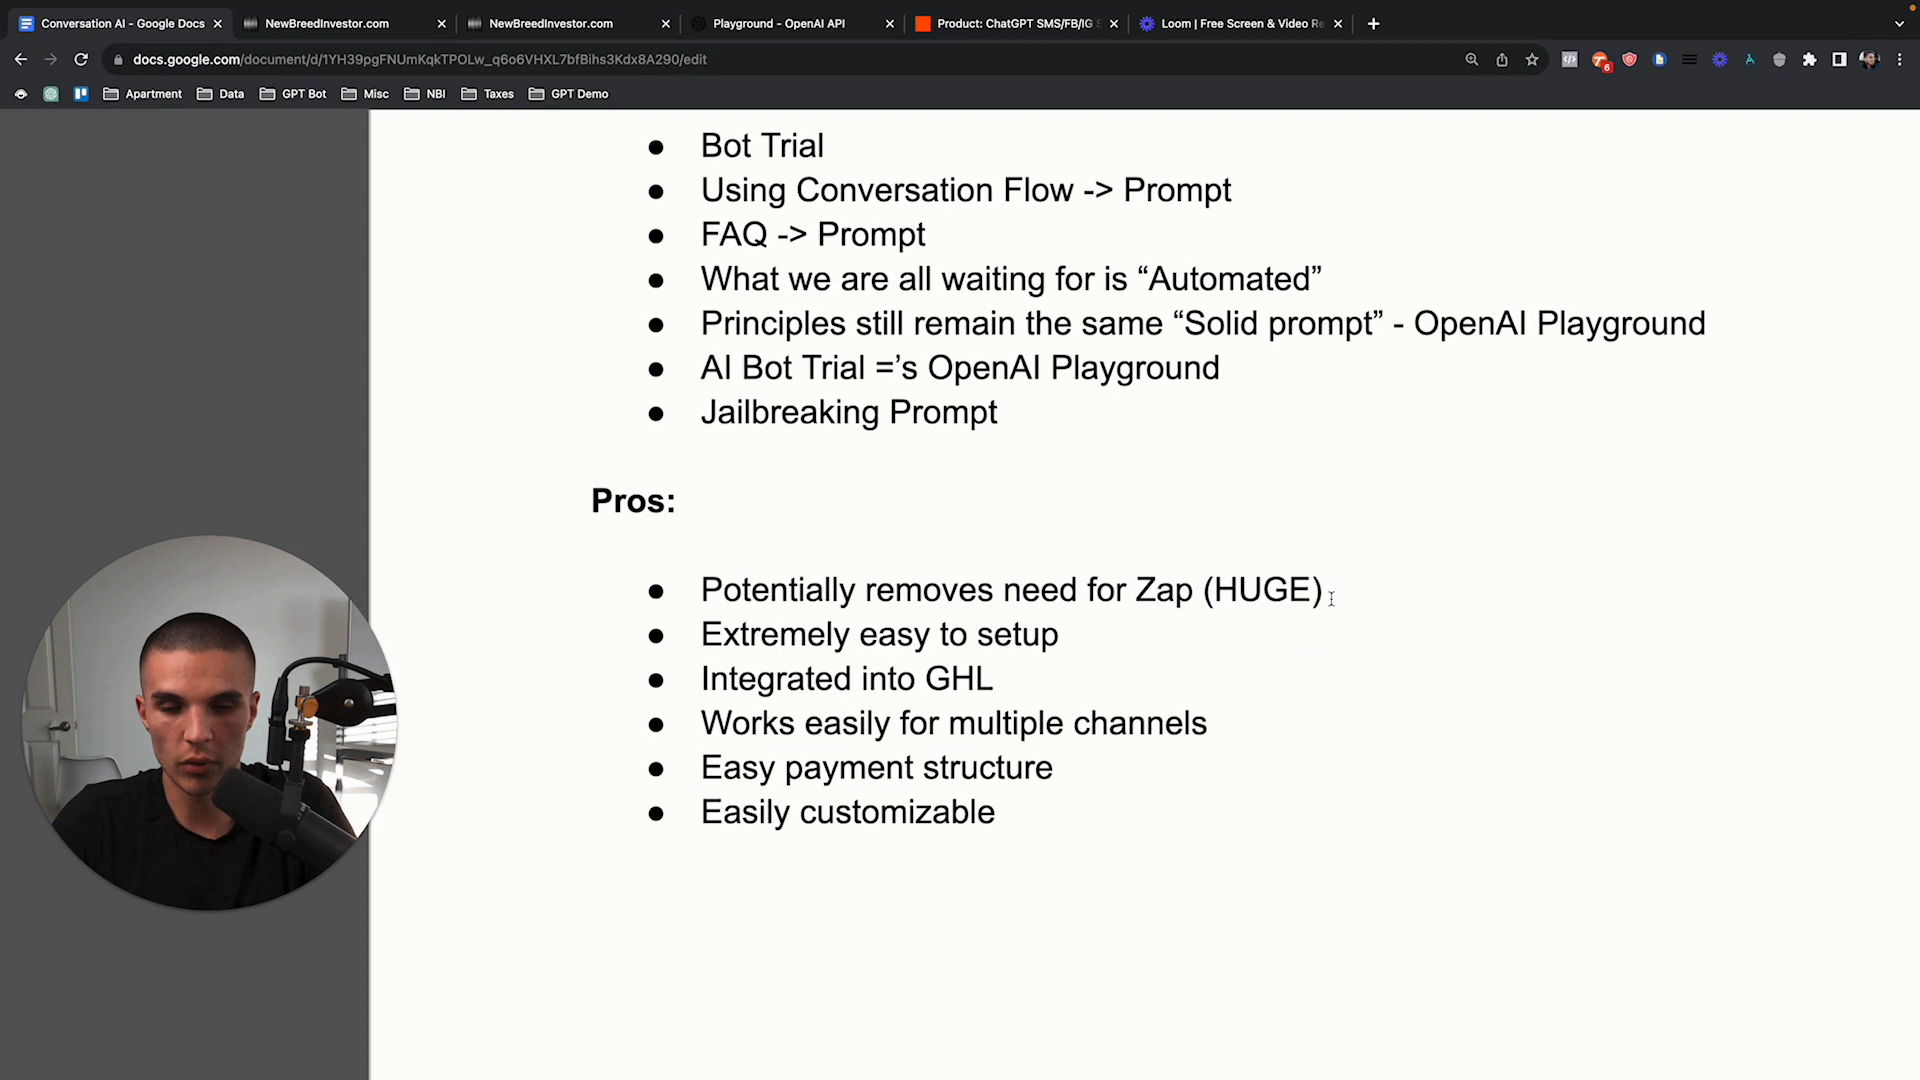 Conversation AI - Google Docs
NewBreedInvestor.com
NewBreedInvestor.com
Playground - OpenAI API
Product: ChatGPT SMS/FB/IG S
Loom | Free Screen & Video Re
docs.google.com/document/d/1YH39pgFNUmKqkTPOLw_q6o6VHXL7bfBihs3Kdx8A290/edit
6
Apartment
Data
GPT Bot
Misc
NBI
Taxes
GPT Demo
● Bot Trial
● Using Conversation Flow -> Prompt
● FAQ -> Prompt
● What we are all waiting for is “Automated”
● Principles still remain the same “Solid prompt” - OpenAI Playground
● AI Bot Trial =’s OpenAI Playground
● Jailbreaking Prompt
Pros:
● Potentially removes need for Zap (HUGE)
● Extremely easy to setup
● Integrated into GHL
● Works easily for multiple channels
● Easy payment structure
● Easily customizable